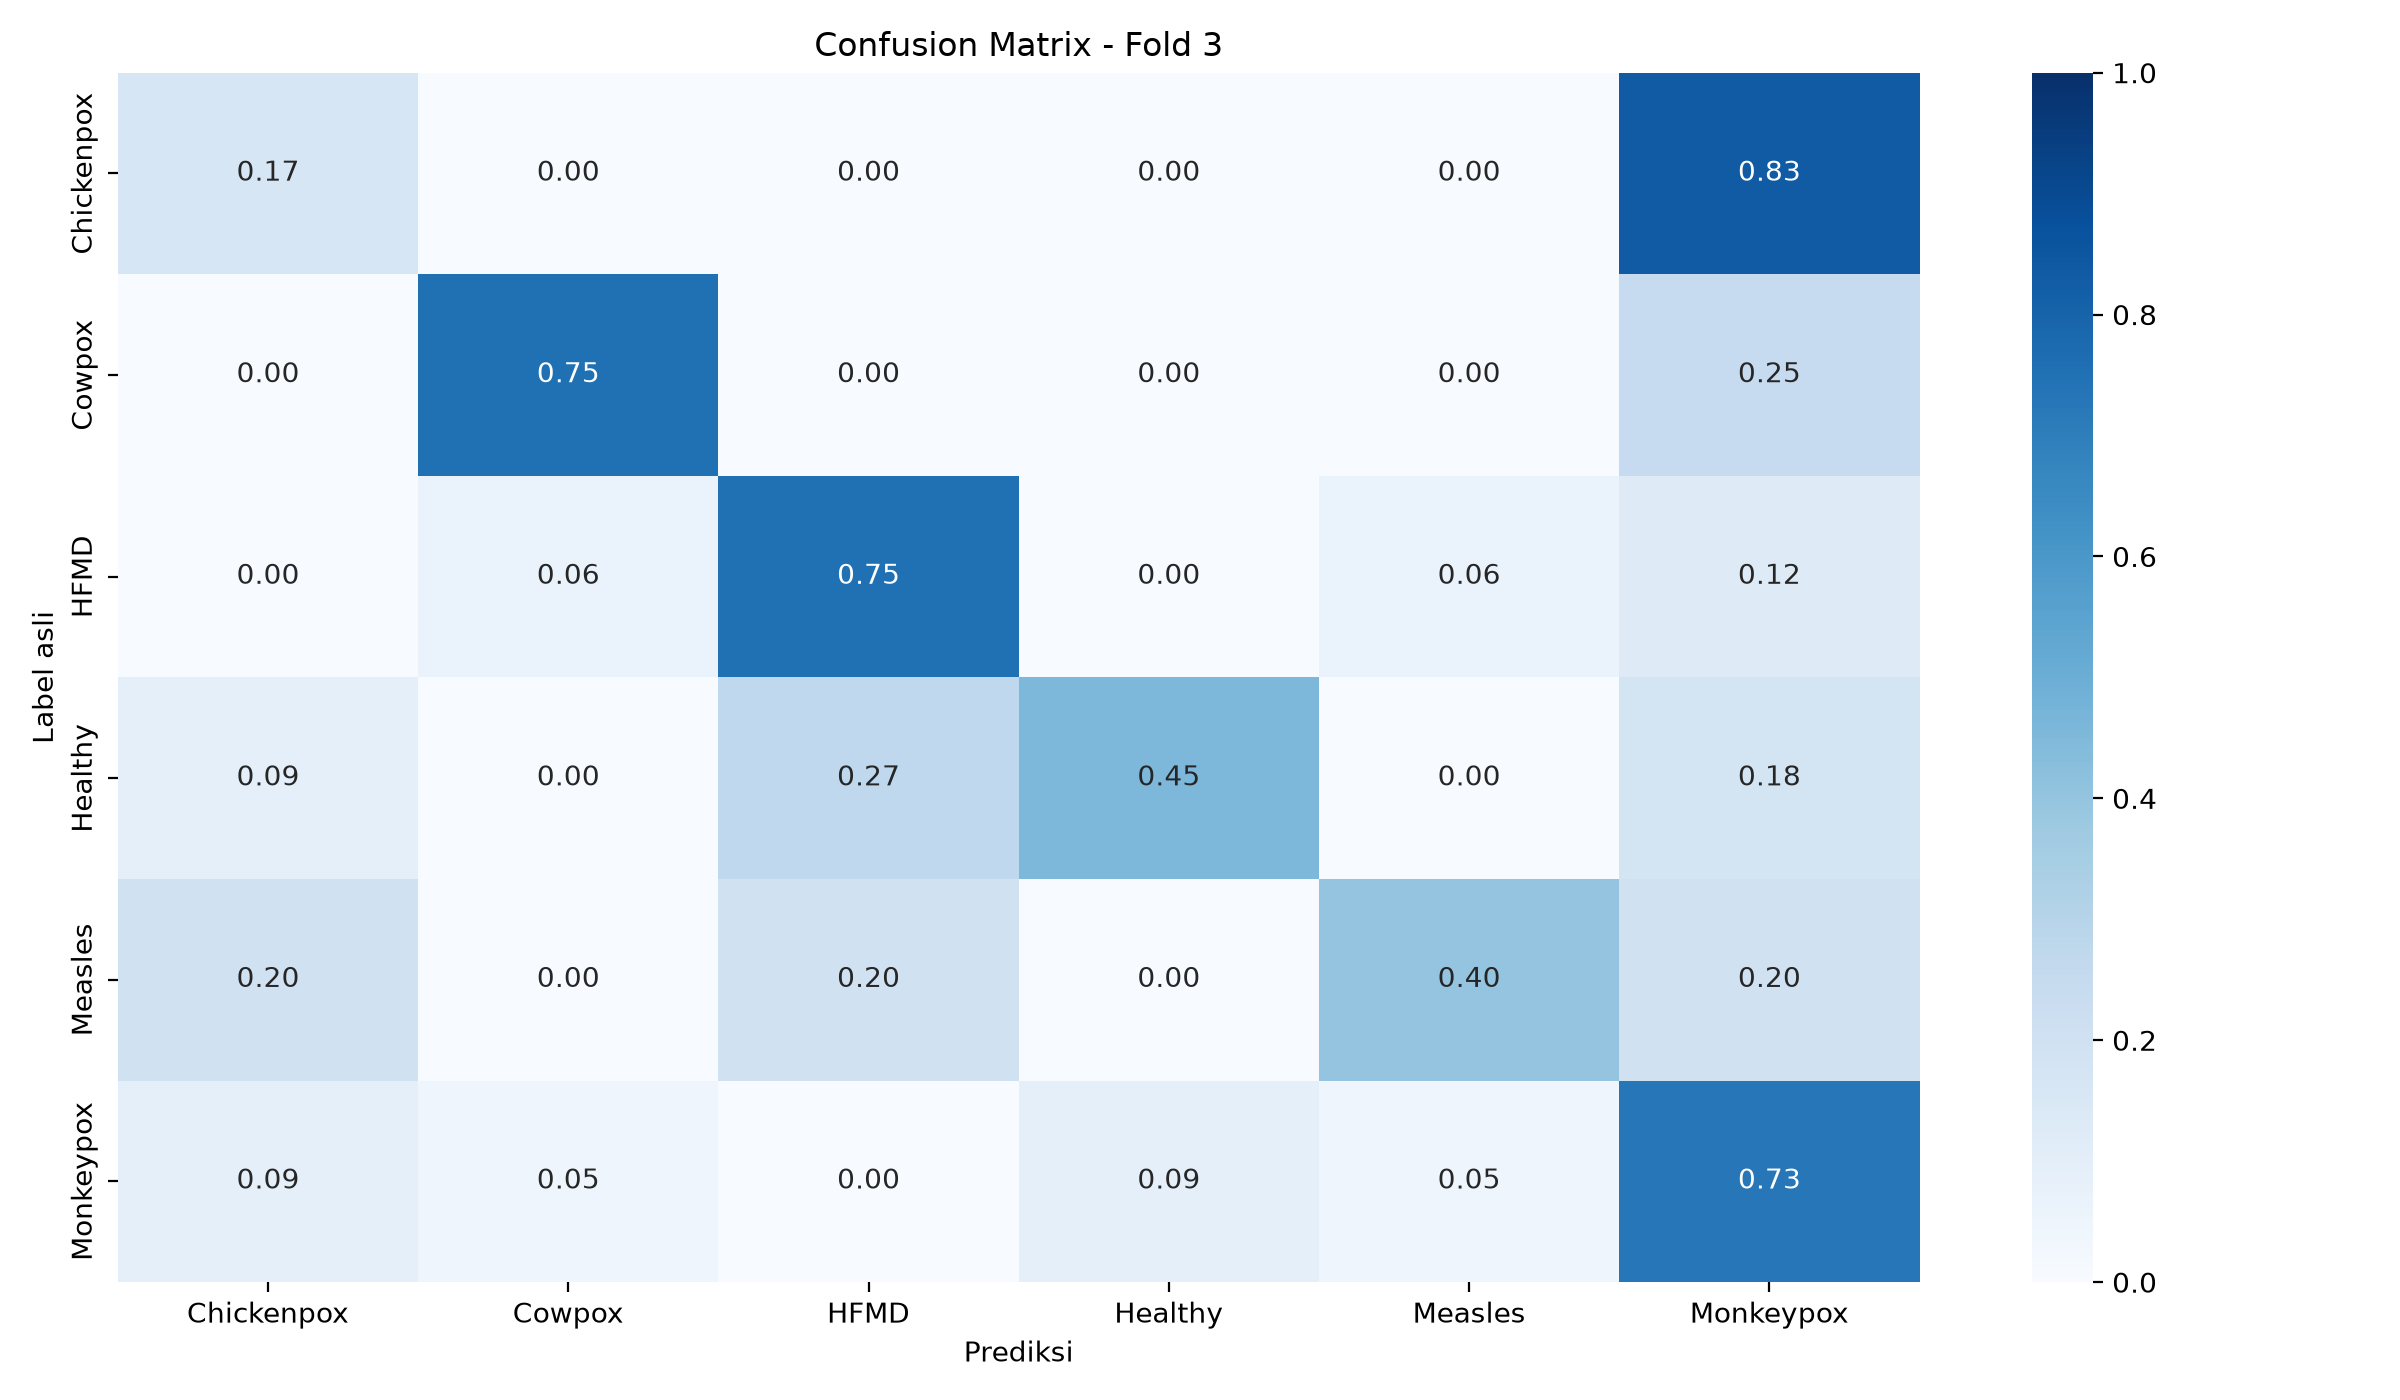 Confusion Matrix - Fold 3
Label asli
Chickenpox 0.17 0.00 0.00 0.00 0.00 0.83
Cowpox 0.00 0.75 0.00 0.00 0.00 0.25
HFMD 0.00 0.06 0.75 0.00 0.06 0.12
Healthy 0.09 0.00 0.27 0.45 0.00 0.18
Measles 0.20 0.00 0.20 0.00 0.40 0.20
Monkeypox 0.09 0.05 0.00 0.09 0.05 0.73
Chickenpox Cowpox HFMD Healthy Measles Monkeypox
Prediksi
1.0
0.8
0.6
0.4
0.2
0.0